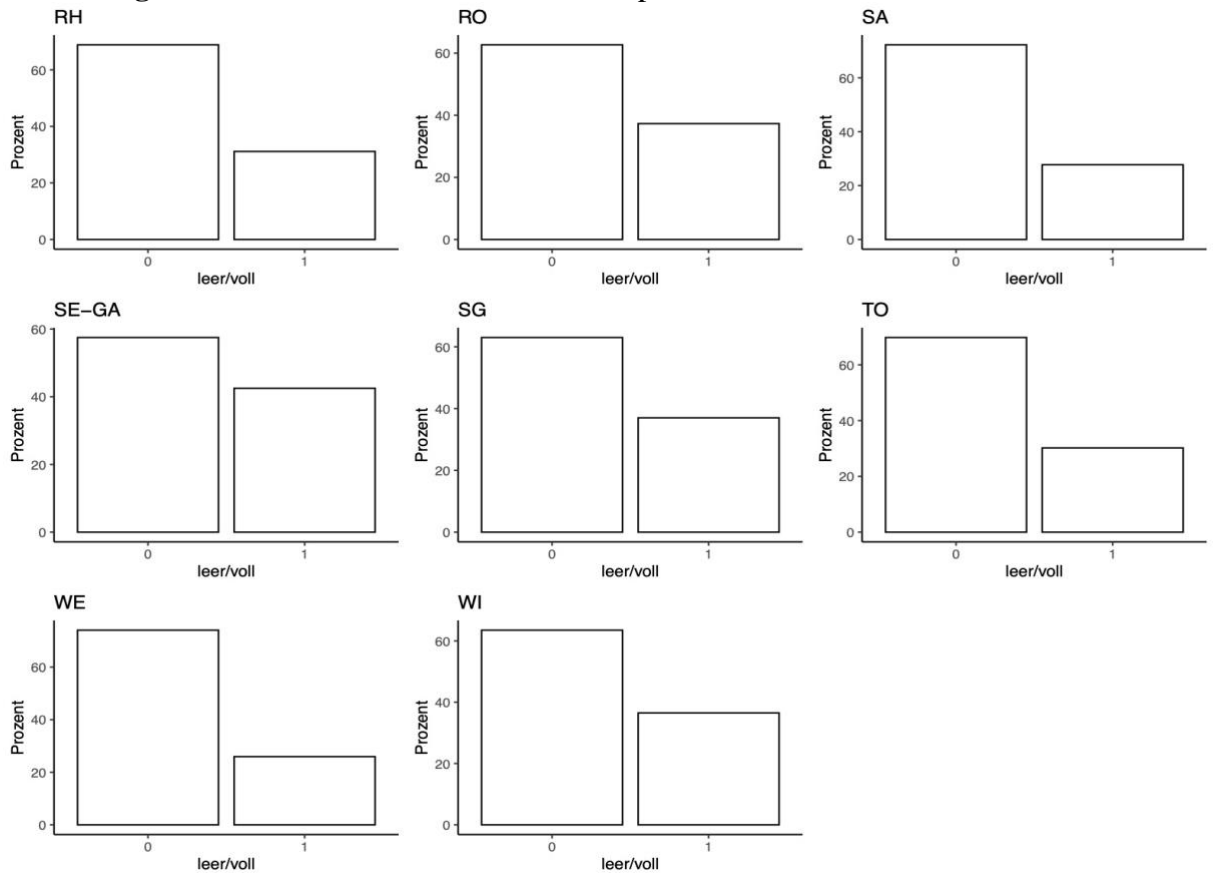 RH
Prozent
60
40
20
0
0 1
leer/voll
RO
Prozent
60
40
20
0
0 1
leer/voll
SA
Prozent
60
40
20
0
0 1
leer/voll
SE–GA
Prozent
60
40
20
0
0 1
leer/voll
SG
Prozent
60
40
20
0
0 1
leer/voll
TO
Prozent
60
40
20
0
0 1
leer/voll
WE
Prozent
60
40
20
0
0 1
leer/voll
WI
Prozent
60
40
20
0
0 1
leer/voll